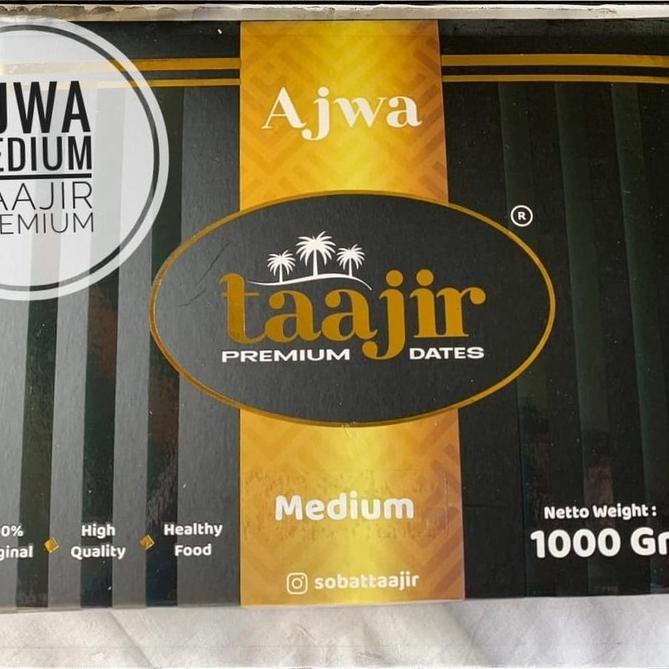 Ajwa
UWA
EDIUM
AAJIR
EMIUM
®
taajir
PREMIUM DATES
Medium
0%
ginal
High
Quality
Healthy
Food
Netto Weight :
1000 Gr
sobattaajir